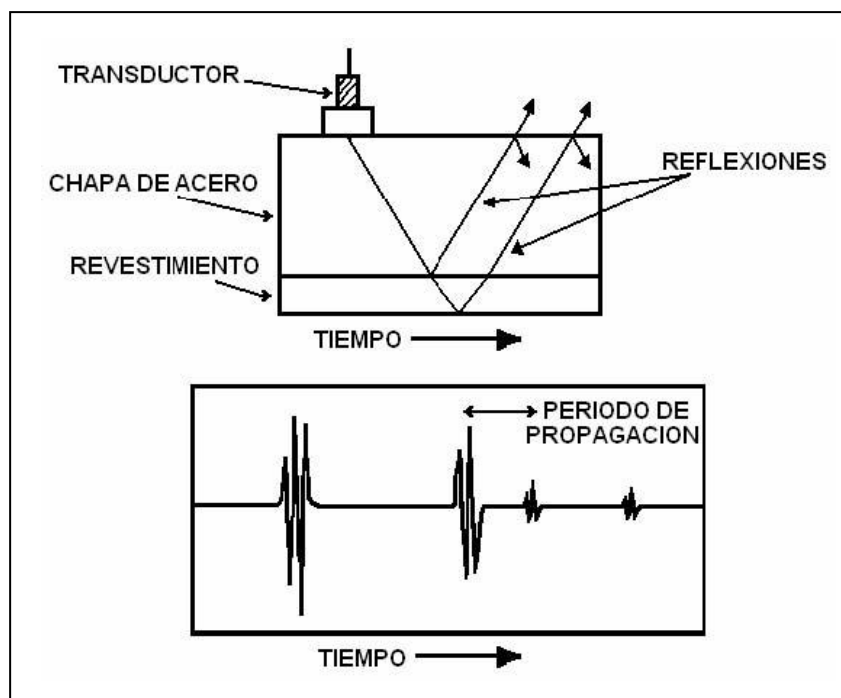 TRANSDUCTOR
CHAPA DE ACERO
REFLEXIONES
REVESTIMIENTO
TIEMPO
PERIODO DE
PROPAGACION
TIEMPO